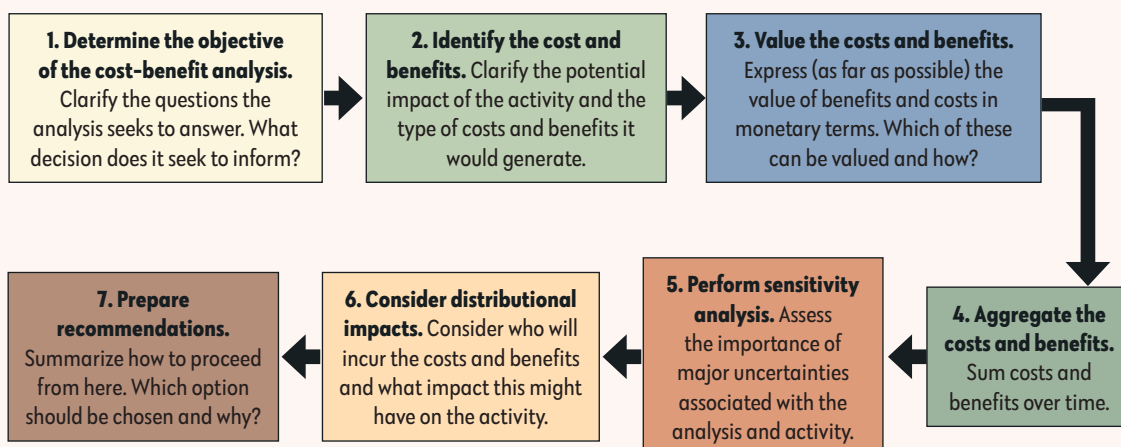 1. Determine the objective
of the cost-benefit analysis.
Clarify the questions the
analysis seeks to answer. What
decision does it seek to inform?
2. Identify the cost and
benefits. Clarify the potential
impact of the activity and the
type of costs and benefits it
would generate.
3. Value the costs and benefits.
Express (as far as possible) the
value of benefits and costs in
monetary terms. Which of these
can be valued and how?
4. Aggregate the
costs and benefits.
Sum costs and
benefits over time.
5. Perform sensitivity
analysis. Assess
the importance of
major uncertainties
associated with the
analysis and activity.
6. Consider distributional
impacts. Consider who will
incur the costs and benefits
and what impact this might
have on the activity.
7. Prepare
recommendations.
Summarize how to proceed
from here. Which option
should be chosen and why?